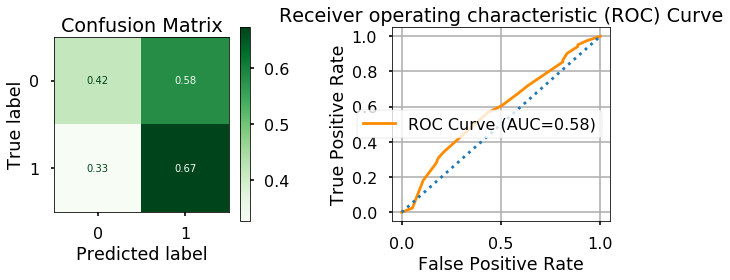 Confusion Matrix
True label
0
1
0.42
0.58
0.33
0.67
0
1
Predicted label
0.6
0.5
0.4
Receiver operating characteristic (ROC) Curve
True Positive Rate
1.0
0.8
0.6
0.4
0.2
0.0
ROC Curve (AUC=0.58)
0.0
0.5
1.0
False Positive Rate